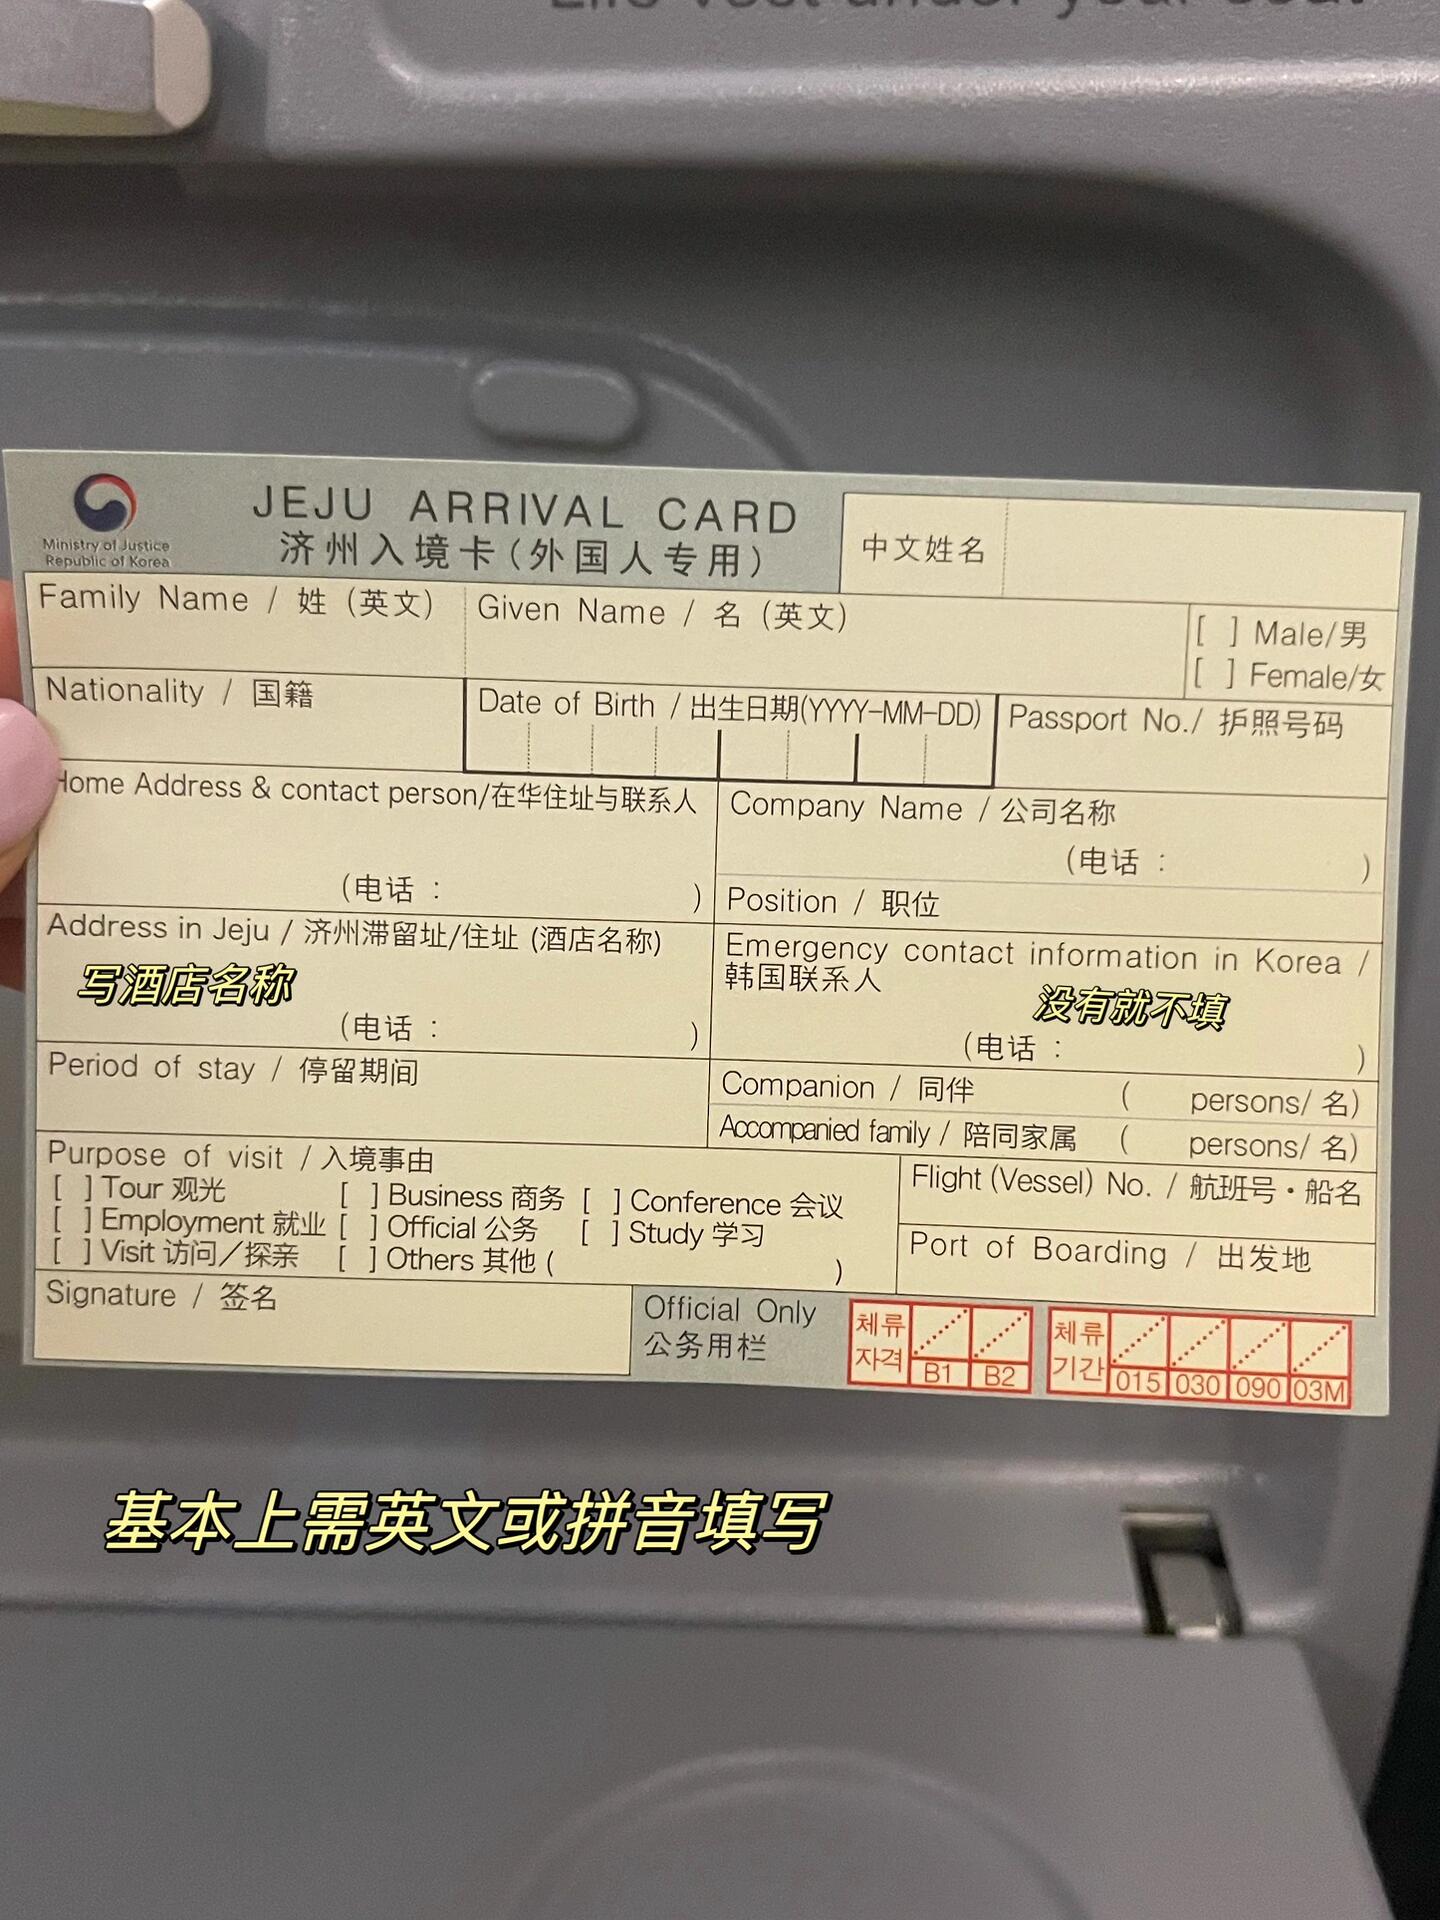 Life vest under your seat
Ministry of Justice
Republic of Korea
JEJU ARRIVAL CARD
济州入境卡(外国人专用)
中文姓名
Family Name / 姓 (英文)
Given Name / 名 (英文)
[ ] Male/男
[ ] Female/女
Nationality / 国籍
Date of Birth / 出生日期(YYYY-MM-DD)
Passport No./ 护照号码
Home Address & contact person/在华住址与联系人
(电话 : )
Company Name / 公司名称
(电话 : )
Position / 职位
Address in Jeju / 济州滞留址/住址 (酒店名称)
写酒店名称
(电话 : )
Emergency contact information in Korea /
韩国联系人
没有就不填
(电话 : )
Period of stay / 停留期间
Companion / 同伴 ( persons/ 名)
Accompanied family / 陪同家属 ( persons/ 名)
Purpose of visit / 入境事由
[ ] Tour 观光 [ ] Business 商务 [ ] Conference 会议
[ ] Employment 就业 [ ] Official 公务 [ ] Study 学习
[ ] Visit 访问/探亲 [ ] Others 其他 ( )
Flight (Vessel) No. / 航班号·船名
Port of Boarding / 出发地
Signature / 签名
Official Only
公务用栏
체류
자격
B1 B2
체류
기간
015 030 090 03M
基本上需英文或拼音填写